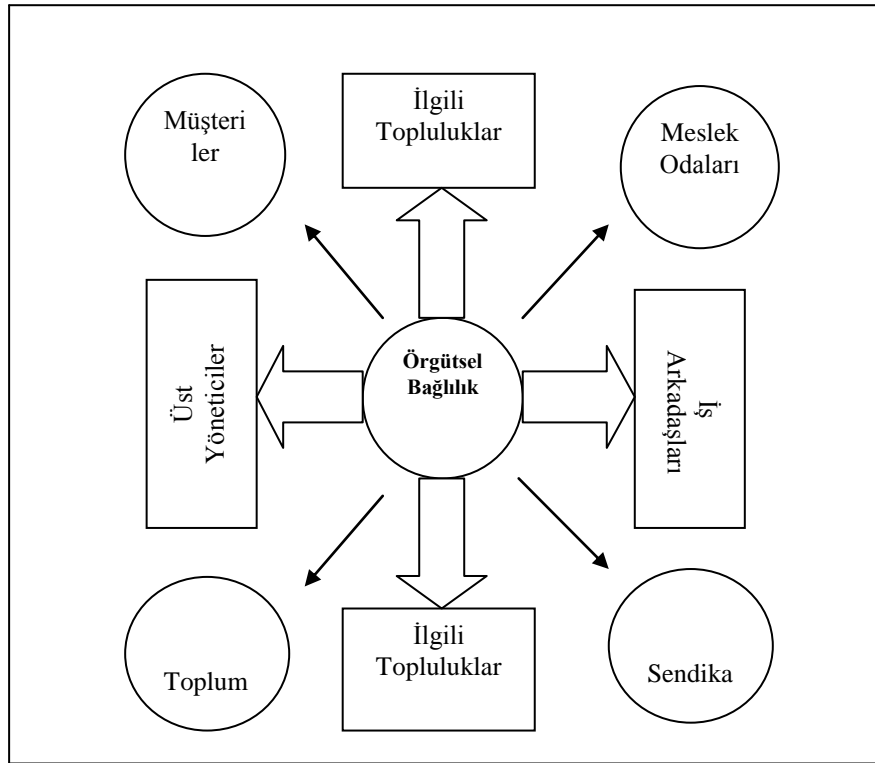 Müşteri
ler
İlgili
Topluluklar
Meslek
Odaları
Üst
Yöneticiler
Örgütsel
Bağlılık
İş
Arkadaşları
Toplum
İlgili
Topluluklar
Sendika